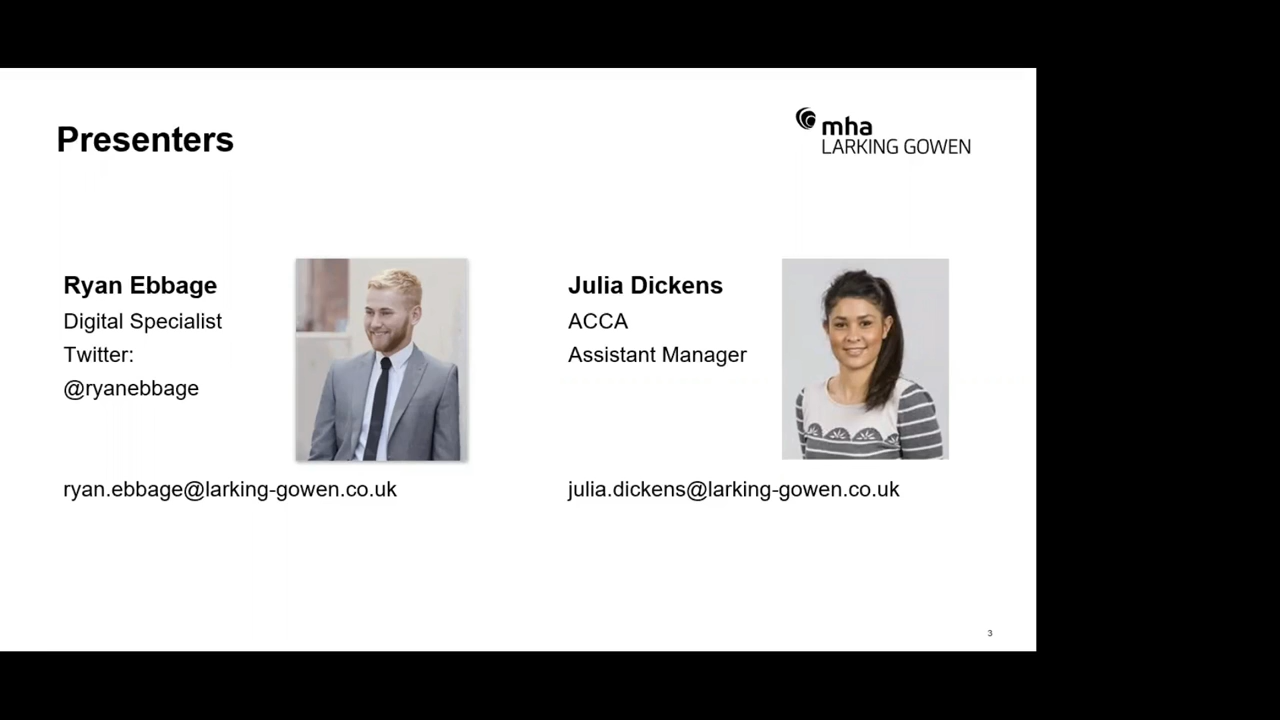 Presenters
mha
LARKING GOWEN
Ryan Ebbage
Digital Specialist
Twitter:
@ryanebbage
ryan.ebbage@larking-gowen.co.uk
Julia Dickens
ACCA
Assistant Manager
julia.dickens@larking-gowen.co.uk
3